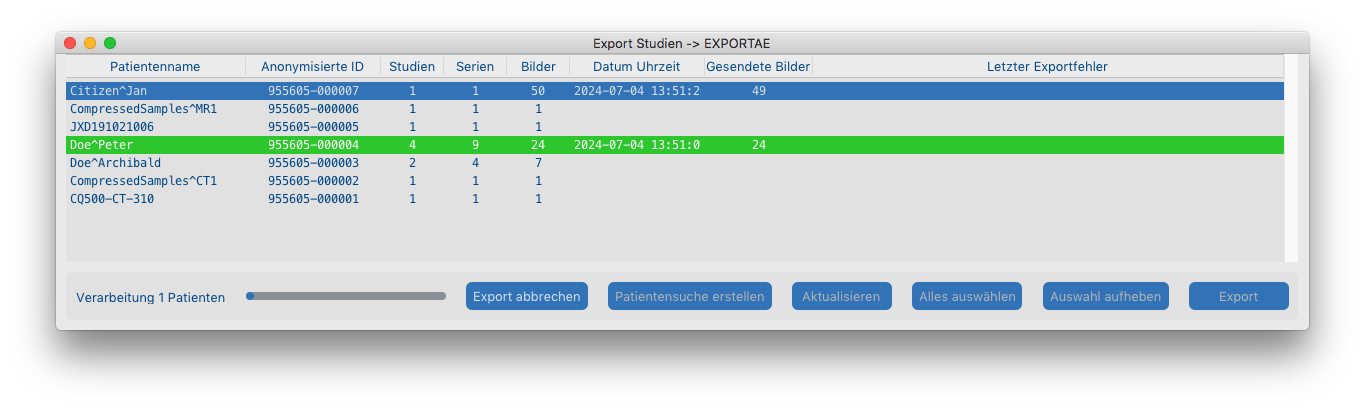 Export Studien -> EXPORTAE
Patientenname Anonymisierte ID Studien Serien Bilder Datum Uhrzeit Gesendete Bilder Letzter Exportfehler
Citizen^Jan 955605-000007 1 1 50 2024-07-04 13:51:2 49
CompressedSamples^MR1 955605-000006 1 1 1
JXD191021006 955605-000005 1 1 1
Doe^Peter 955605-000004 4 9 24 2024-07-04 13:51:0 24
Doe^Archibald 955605-000003 2 4 7
CompressedSamples^CT1 955605-000002 1 1 1
CQ500-CT-310 955605-000001 1 1 1
Verarbeitung 1 Patienten Export abbrechen Patientensuche erstellen Aktualisieren Alles auswählen Auswahl aufheben Export